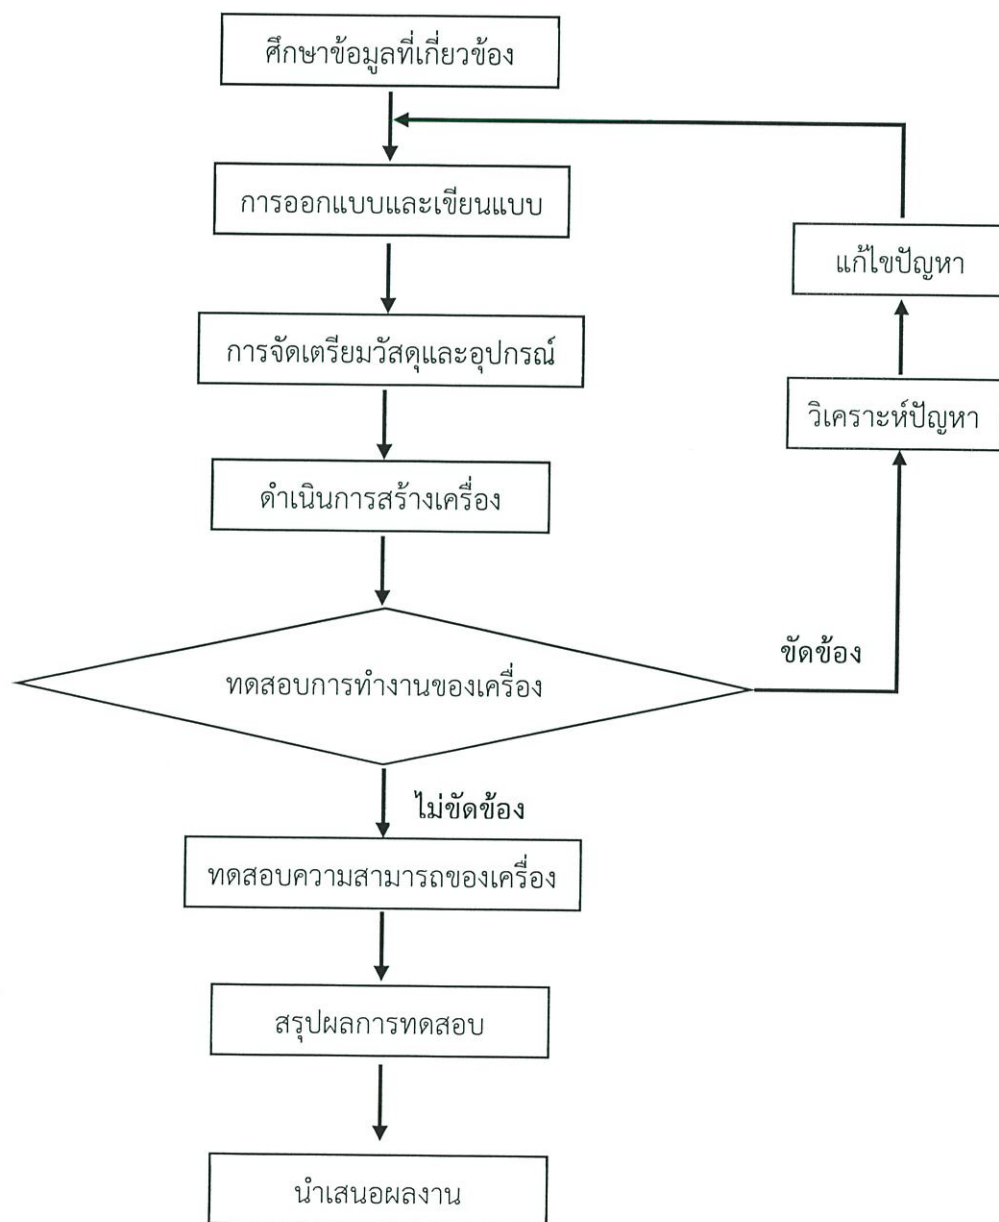 ศึกษาข้อมูลที่เกี่ยวข้อง
การออกแบบและเขียนแบบ
แก้ไขปัญหา
การจัดเตรียมวัสดุและอุปกรณ์
วิเคราะห์ปัญหา
ดำเนินการสร้างเครื่อง
ขัดข้อง
ทดสอบการทำงานของเครื่อง
ไม่ขัดข้อง
ทดสอบความสามารถของเครื่อง
สรุปผลการทดสอบ
นำเสนอผลงาน